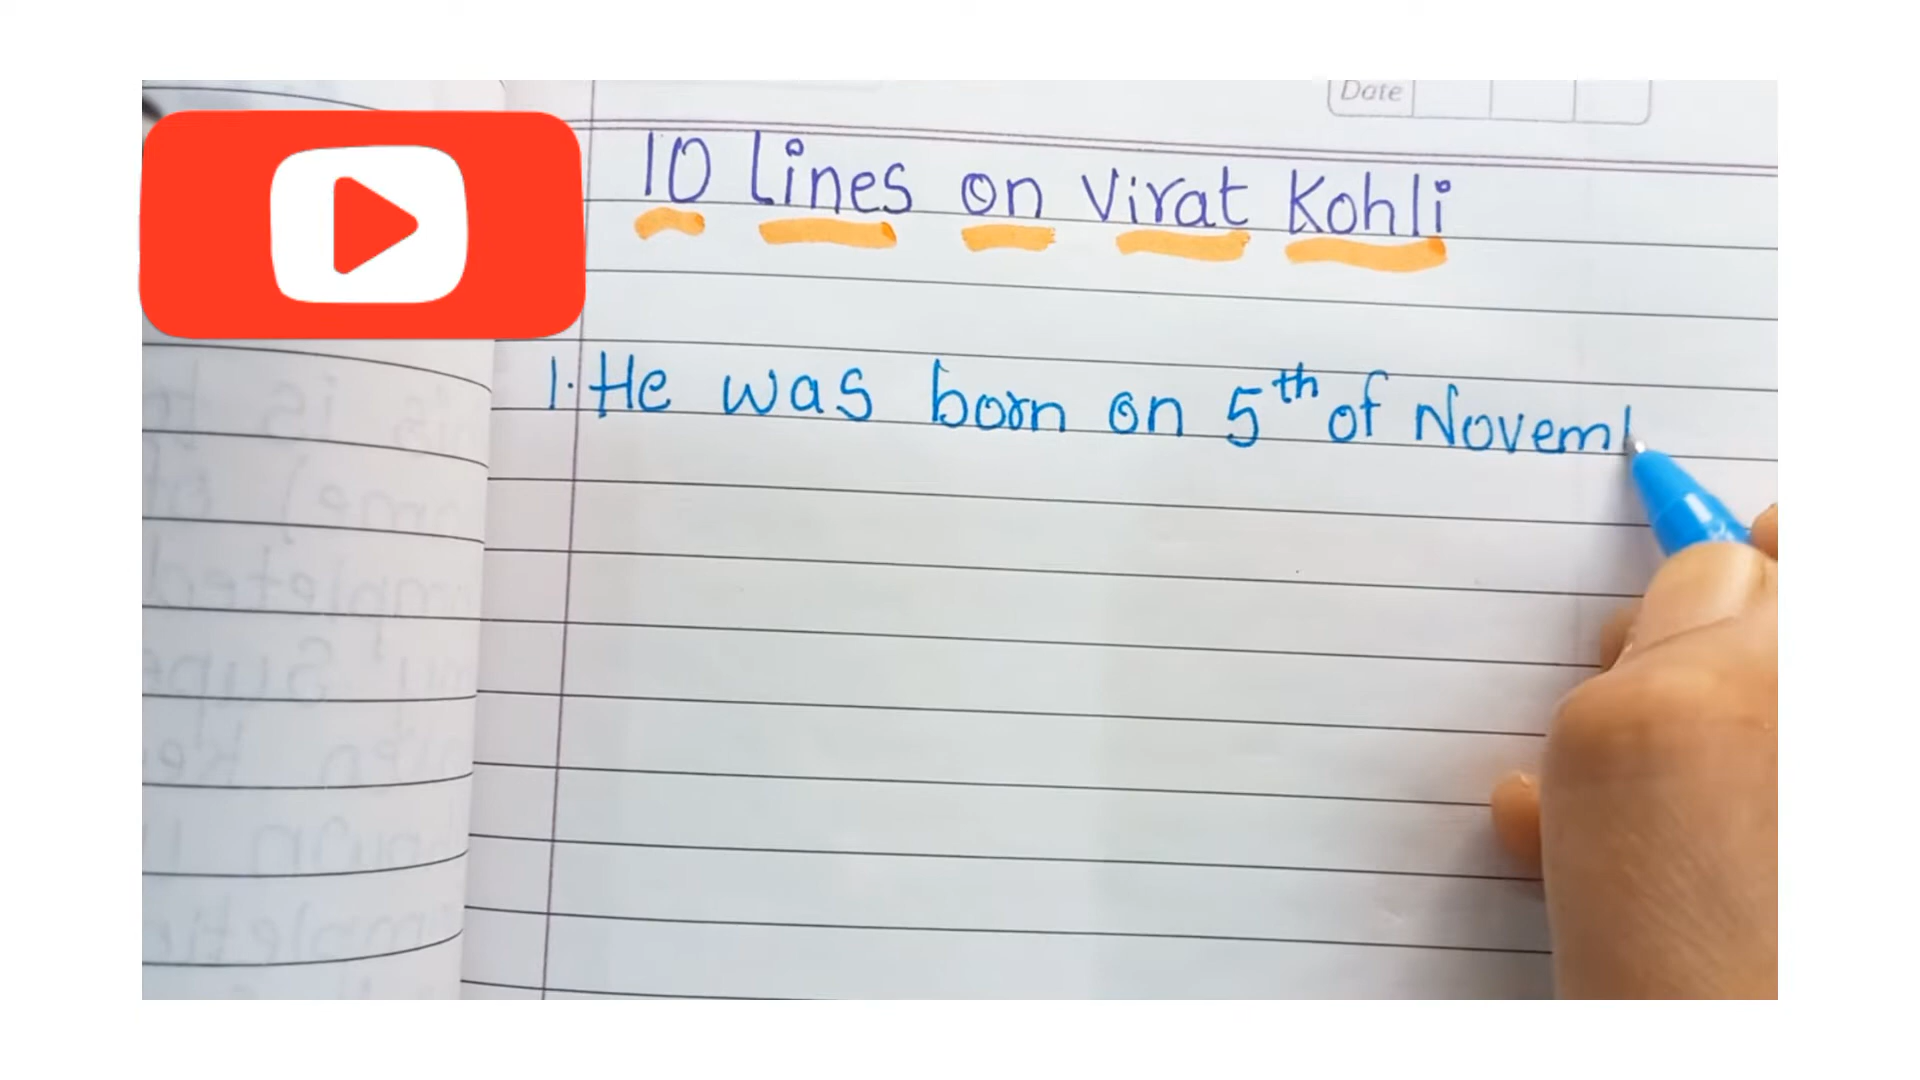 Date
10 Lines on Virat Kohli
1. He was born on 5th of Novem